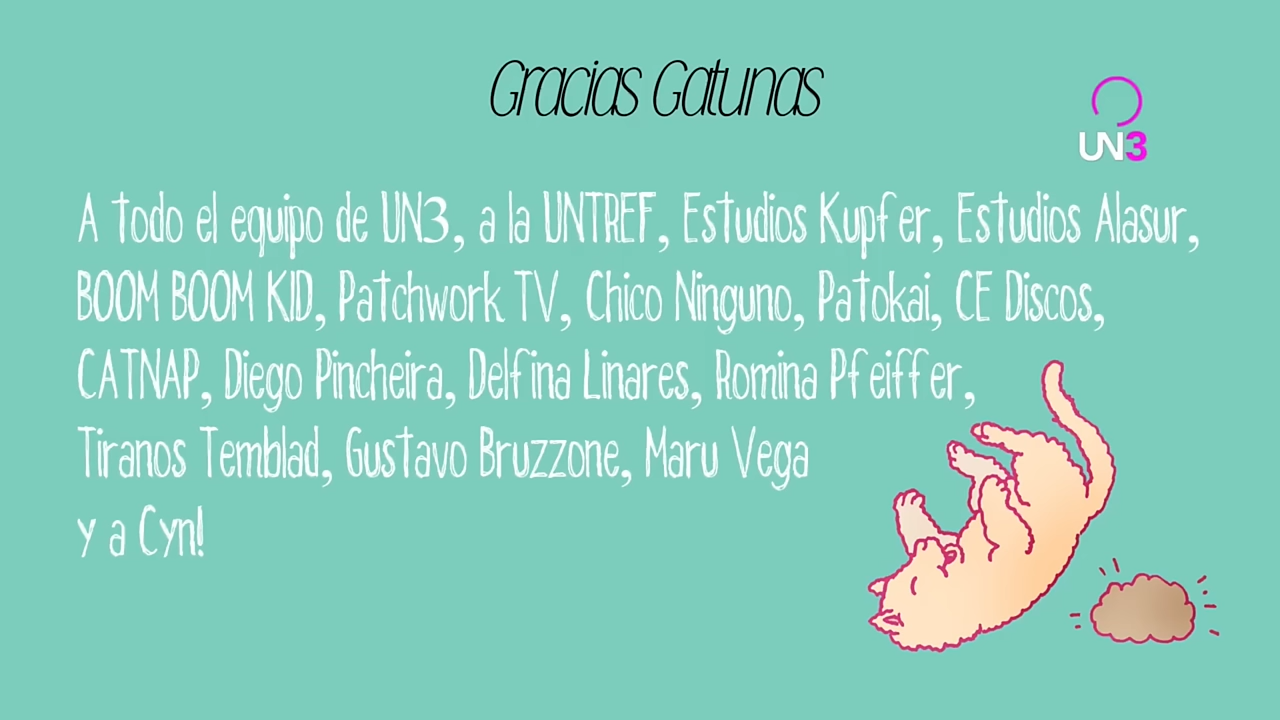 Gracias Gatunas
UN3
A todo el equipo de UN3, a la UNTREF, Estudios Kupfer, Estudios Alasur,
BOOM BOOM KID, Patchwork TV, Chico Ninguno, Patokai, CE Discos,
CATNAP, Diego Pincheira, Delfina Linares, Romina Pfeiffer,
Tiranos Temblad, Gustavo Bruzzone, Maru Vega
y a Cyn!